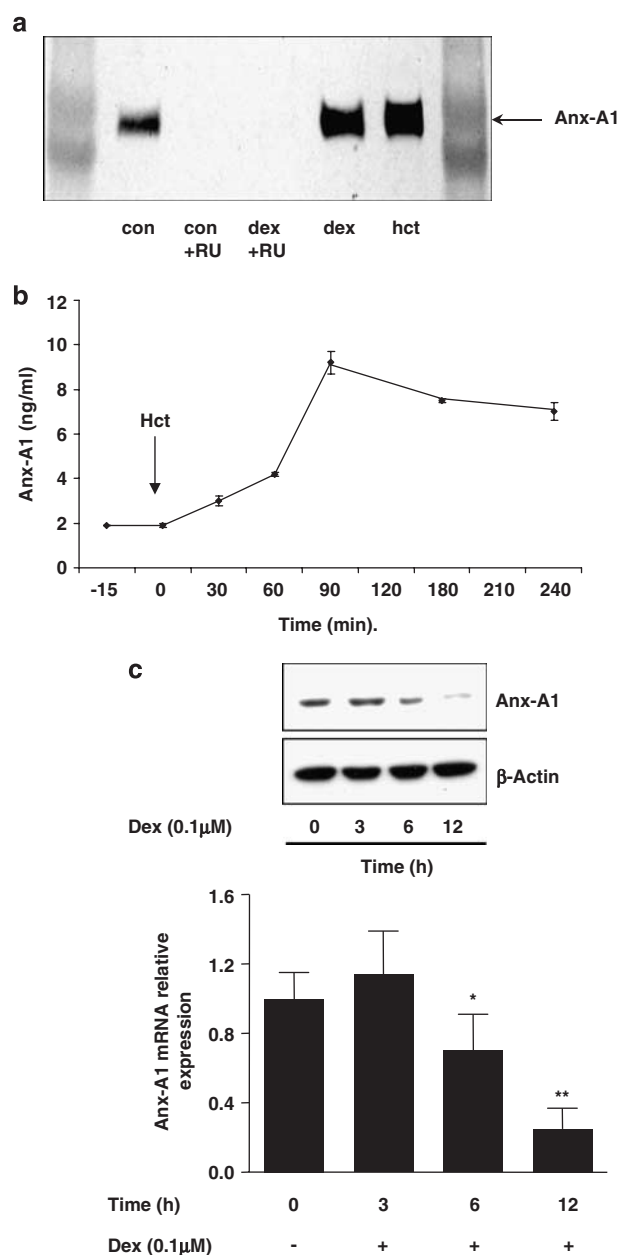 a
Anx-A1
con con dex dex hct
+RU +RU
b
12
10
8
6
4
2
0
Anx-A1 (ng/ml)
Hct
-15 0 30 60 90 120 180 210 240
Time (min).
c
Anx-A1
β-Actin
Dex (0.1μM) 0 3 6 12
Time (h)
1.6
1.2
0.8
0.4
0.0
Anx-A1 mRNA relative
expression
*
**
Time (h) 0 3 6 12
Dex (0.1μM) - + + +